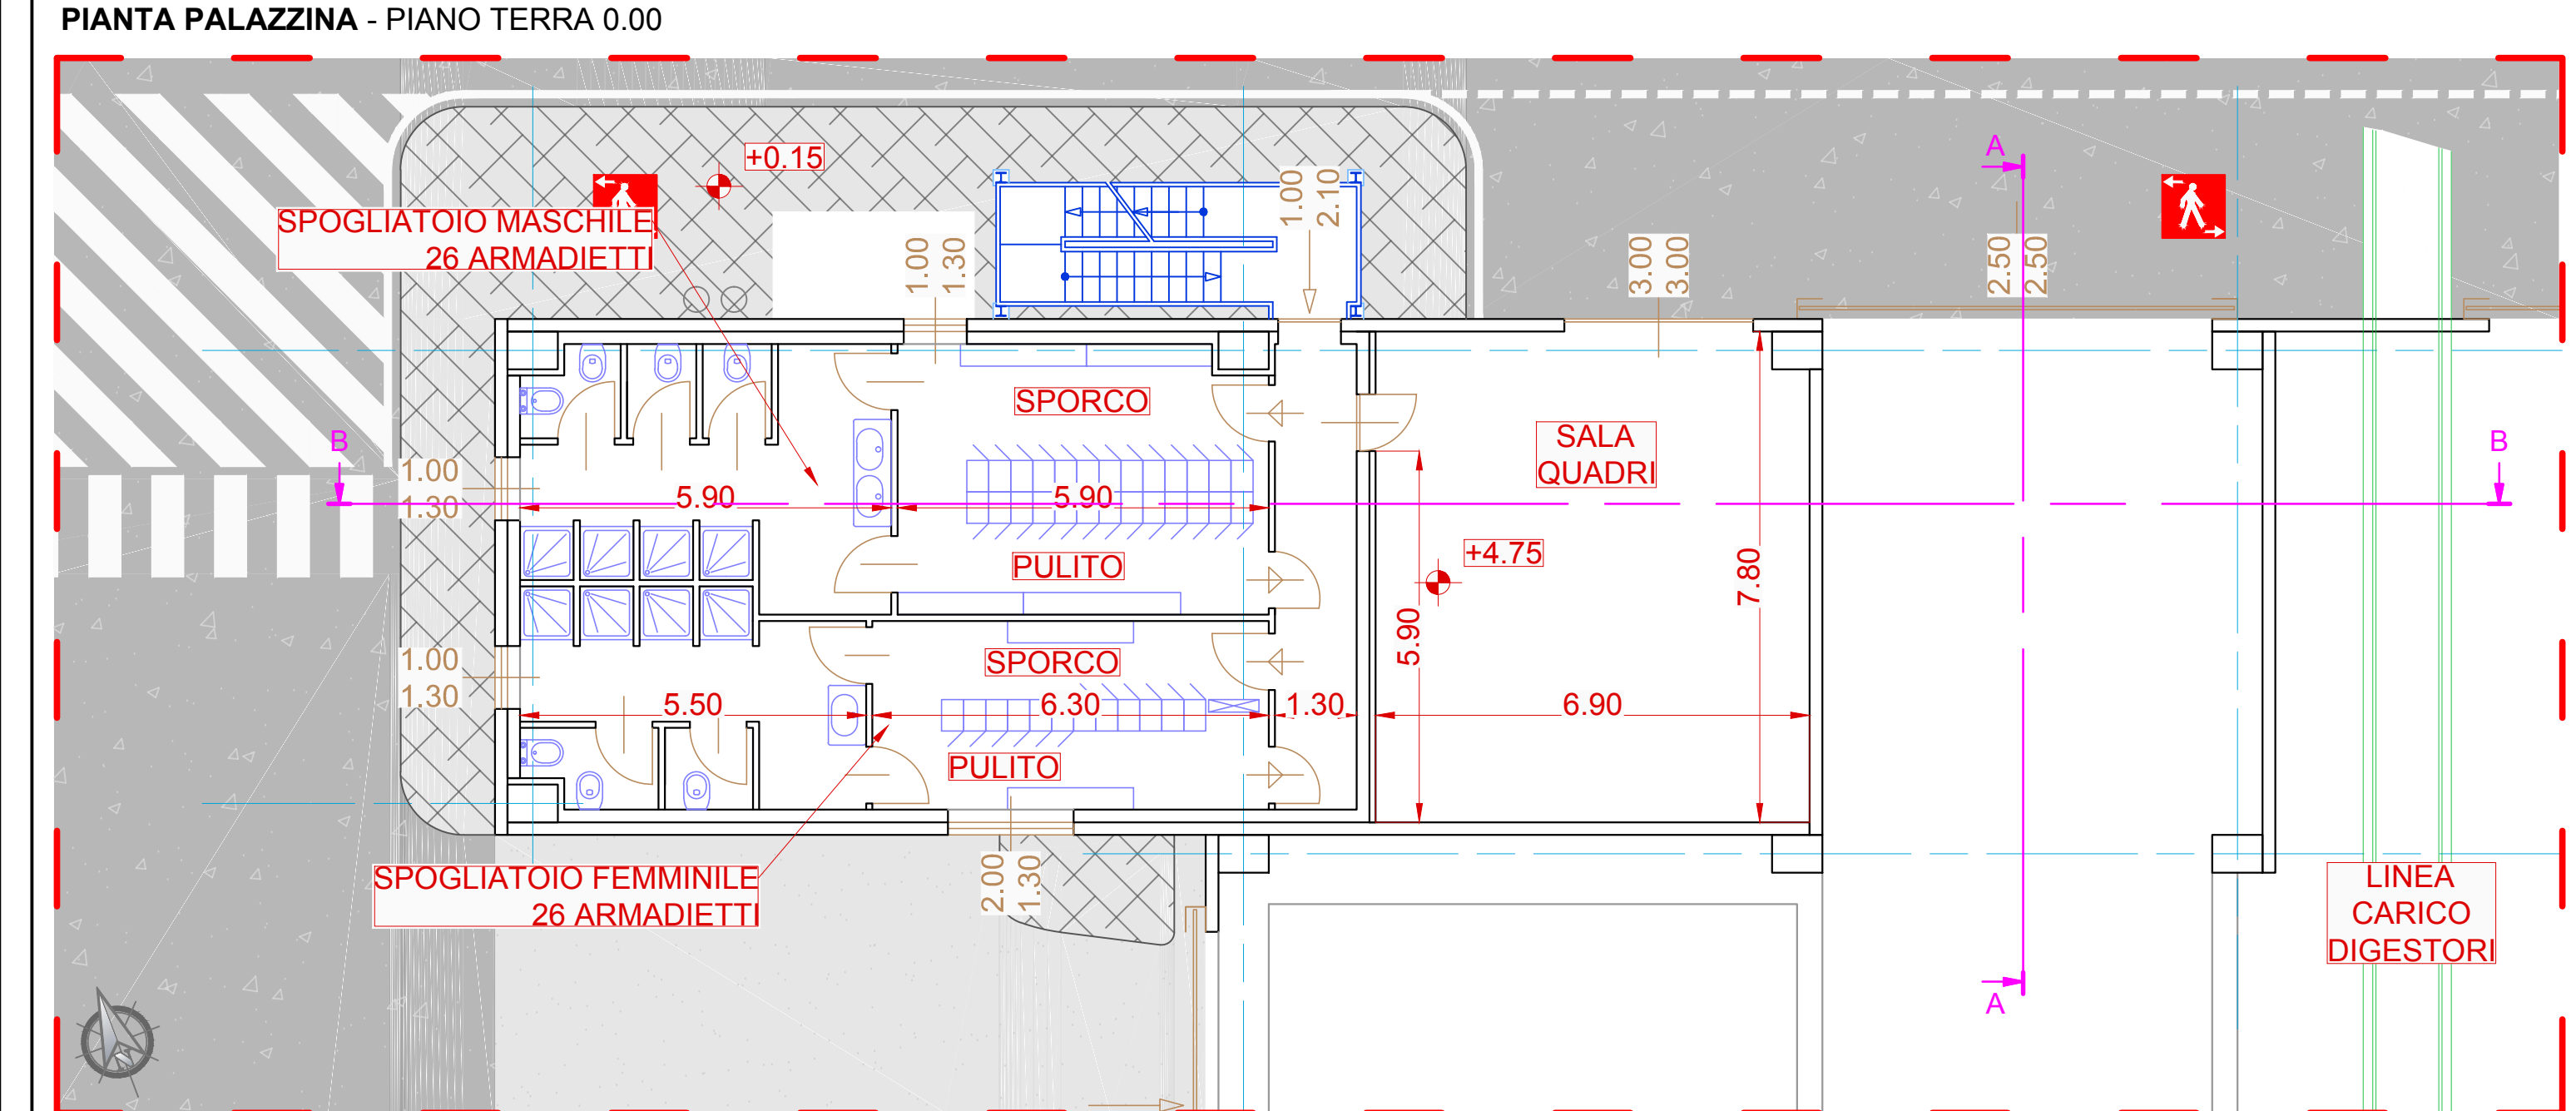 PIANTA PALAZZINA - PIANO TERRA 0.00
+0.15
A
SPOGLIATOIO MASCHILE
26 ARMADIETTI
1.00
1.30
1.00
2.10
3.00
3.00
2.50
2.50
SPORCO
SALA
QUADRI
B
B
1.00
1.30
5.90
5.90
PULITO
+4.75
7.80
5.90
1.00
1.30
SPORCO
5.50
6.30
1.30
6.90
PULITO
SPOGLIATOIO FEMMINILE
26 ARMADIETTI
2.00
1.30
LINEA
CARICO
DIGESTORI
A